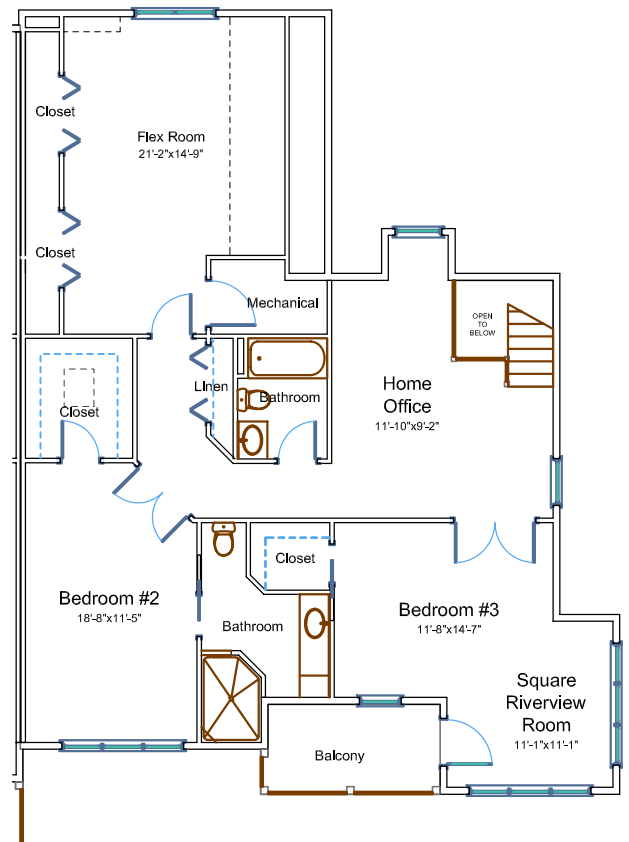 Closet
Flex Room
21'-2"x14'-9"
Closet
Mechanical
OPEN
TO
BELOW
LInen
Bathroom
Home
Office
11'-10"x9'-2"
Closet
Closet
Bedroom #2
18'-8"x11'-5"
Bathroom
Bedroom #3
11'-8"x14'-7"
Square
Riverview
Room
11'-1"x11'-1"
Balcony